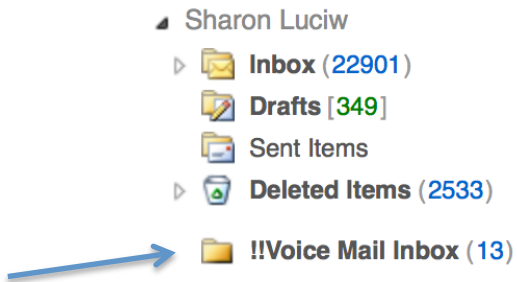 Sharon Luciw
Inbox (22901)
Drafts [349]
Sent Items
Deleted Items (2533)
!!Voice Mail Inbox (13)